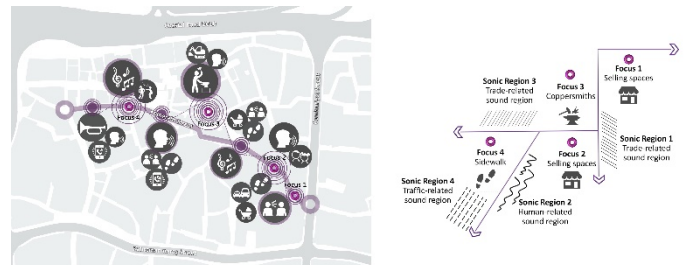 Focus 4
Focus 3
Focus 2
Focus 1
Focus 1
Selling spaces
Focus 3
Coppersmiths
Sonic Region 3
Trade-related
sound region
Sonic Region 1
Trade-related
sound region
Focus 4
Sidewalk
Focus 2
Selling spaces
Sonic Region 4
Traffic-related
sound region
Sonic Region 2
Human-related
sound region